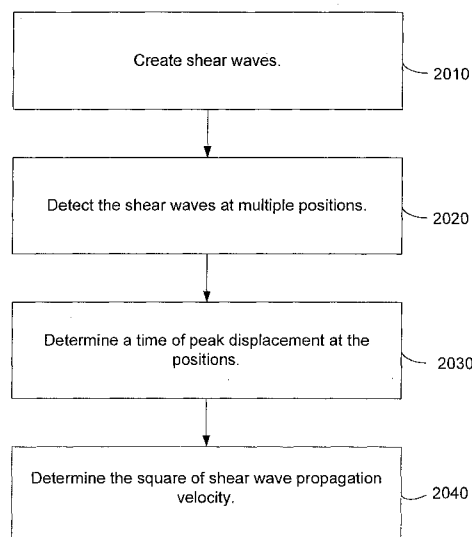 Create shear waves.
2010
Detect the shear waves at multiple positions.
2020
Determine a time of peak displacement at the
positions.
2030
Determine the square of shear wave propagation
velocity.
2040